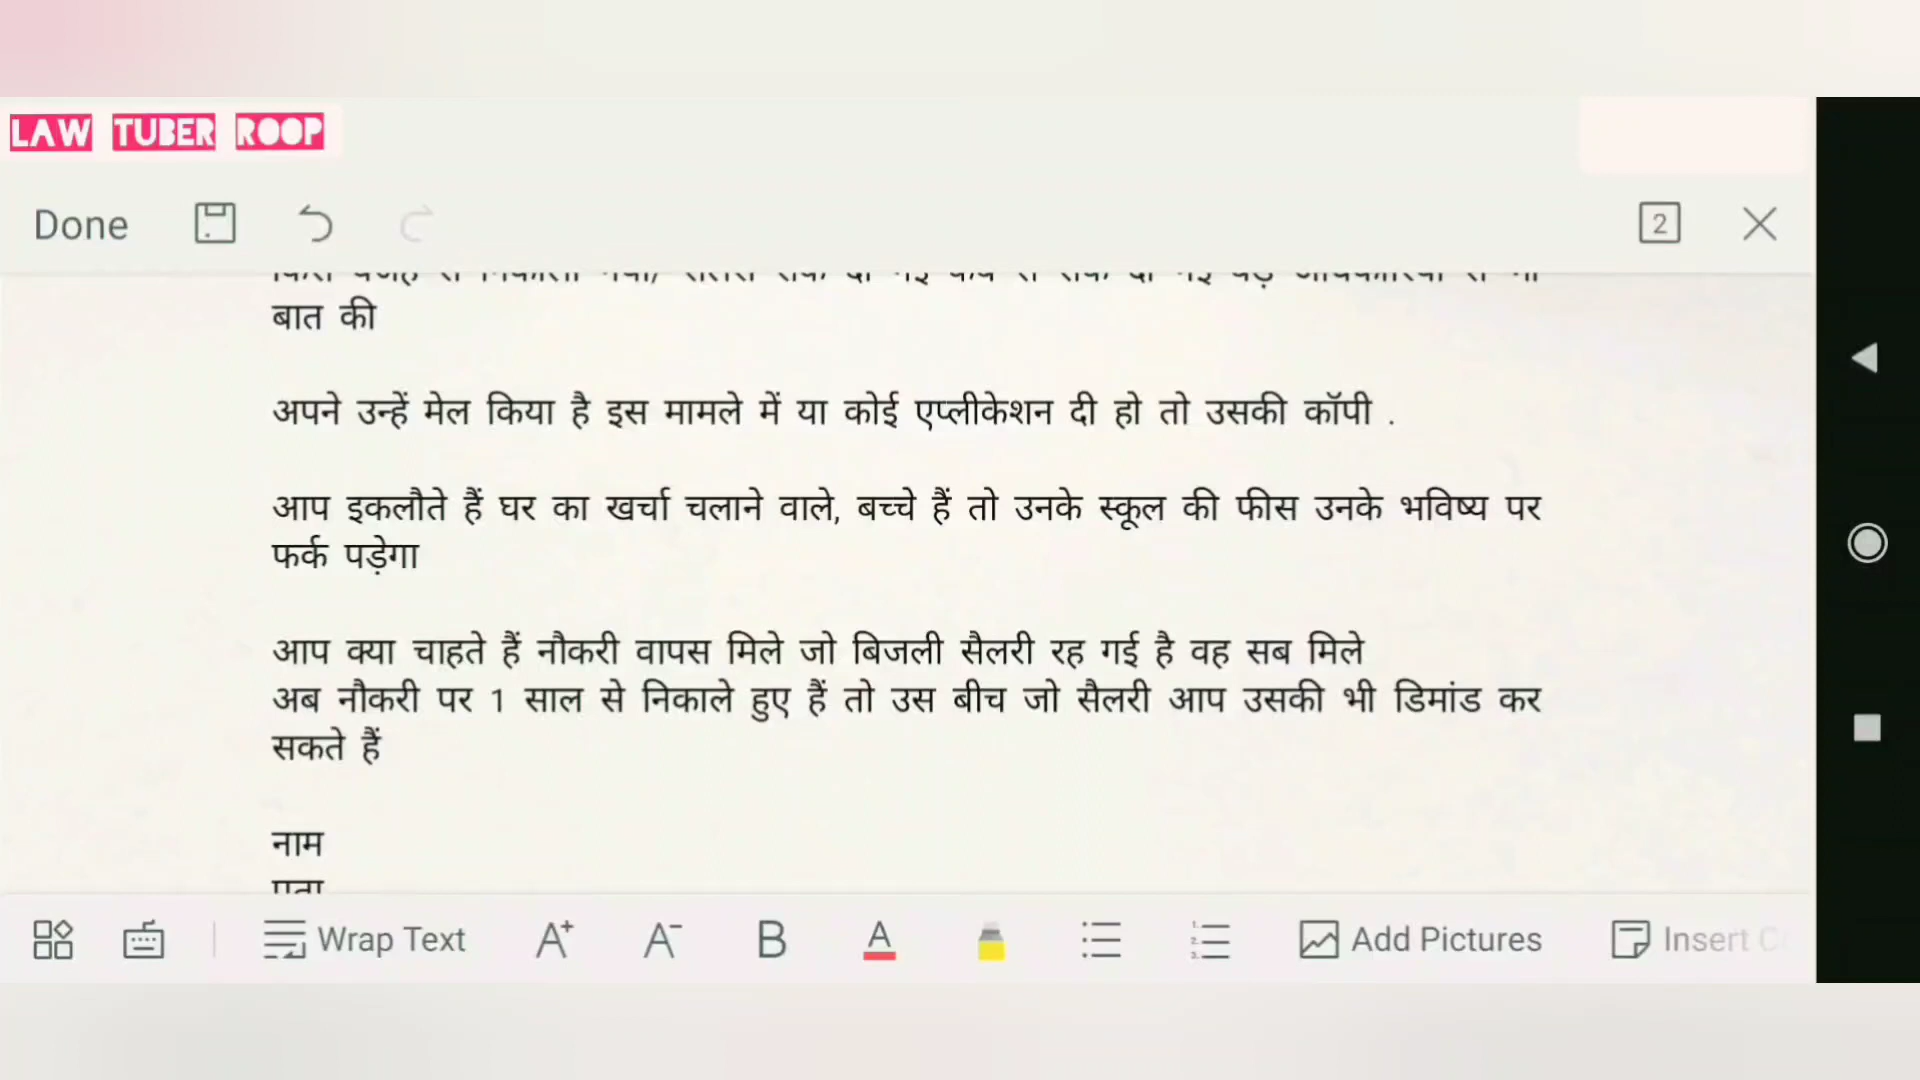 LAW TUBER ROOP
Done
2
बात की
अपने उन्हें मेल किया है इस मामले में या कोई एप्लीकेशन दी हो तो उसकी कॉपी .
आप इकलौते हैं घर का खर्चा चलाने वाले, बच्चे हैं तो उनके स्कूल की फीस उनके भविष्य पर
फर्क पड़ेगा
आप क्या चाहते हैं नौकरी वापस मिले जो बिजली सैलरी रह गई है वह सब मिले
अब नौकरी पर 1 साल से निकाले हुए हैं तो उस बीच जो सैलरी आप उसकी भी डिमांड कर
सकते हैं
नाम
Wrap Text A+ A- B A Add Pictures Insert